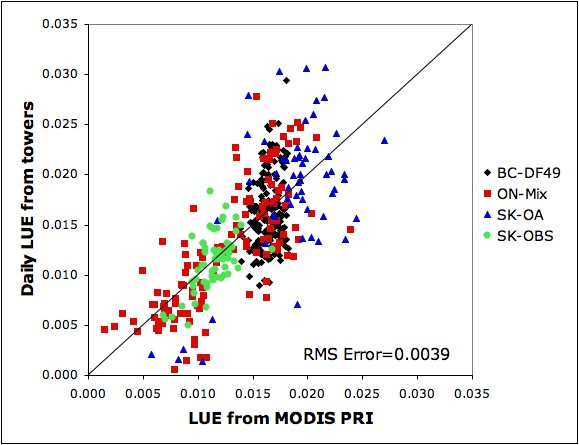 0.035
0.030
0.025
0.020
0.015
0.010
0.005
0.000
Daily LUE from towers
BC-DF49
ON-Mix
SK-OA
SK-OBS
RMS Error=0.0039
0.000 0.005 0.010 0.015 0.020 0.025 0.030 0.035
LUE from MODIS PRI